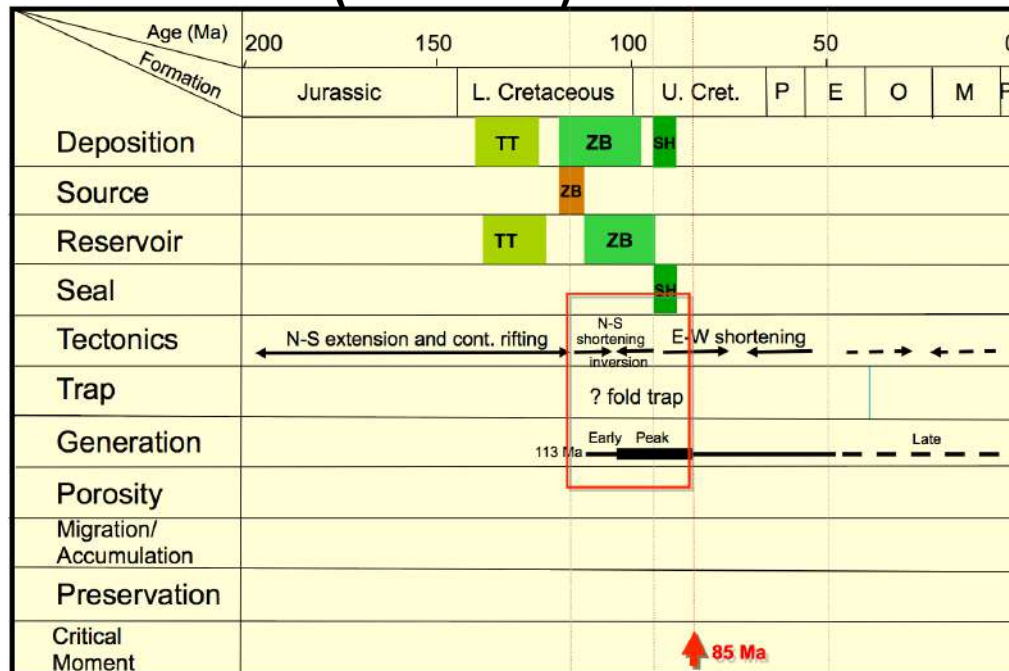 Age (Ma)
Formation
200 150 100 50 0
Jurassic L. Cretaceous U. Cret. P E O M P
Deposition TT ZB SH
Source ZB
Reservoir TT ZB
Seal SH
Tectonics N-S extension and cont. rifting N-S shortening inversion E-W shortening
Trap ? fold trap
Generation 113 Ma Early Peak Late
Porosity
Migration/
Accumulation
Preservation
Critical
Moment 85 Ma